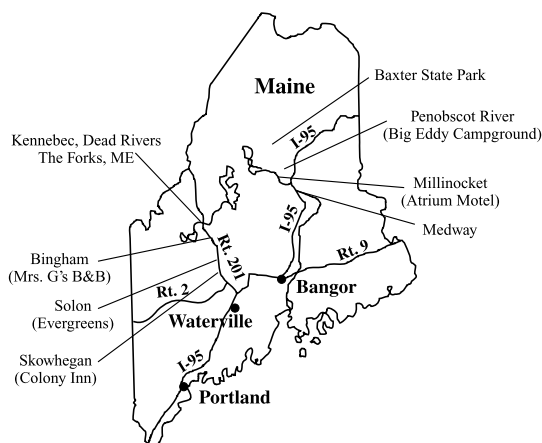 Maine
Baxter State Park
Penobscot River
(Big Eddy Campground)
I-95
Kennebec, Dead Rivers
The Forks, ME
Millinocket
(Atrium Motel)
Medway
I-95
Rt. 201
Rt. 9
Bingham
(Mrs. G's B&B)
Rt. 2
Bangor
Solon
(Evergreens)
Waterville
Skowhegan
(Colony Inn)
I-95
Portland